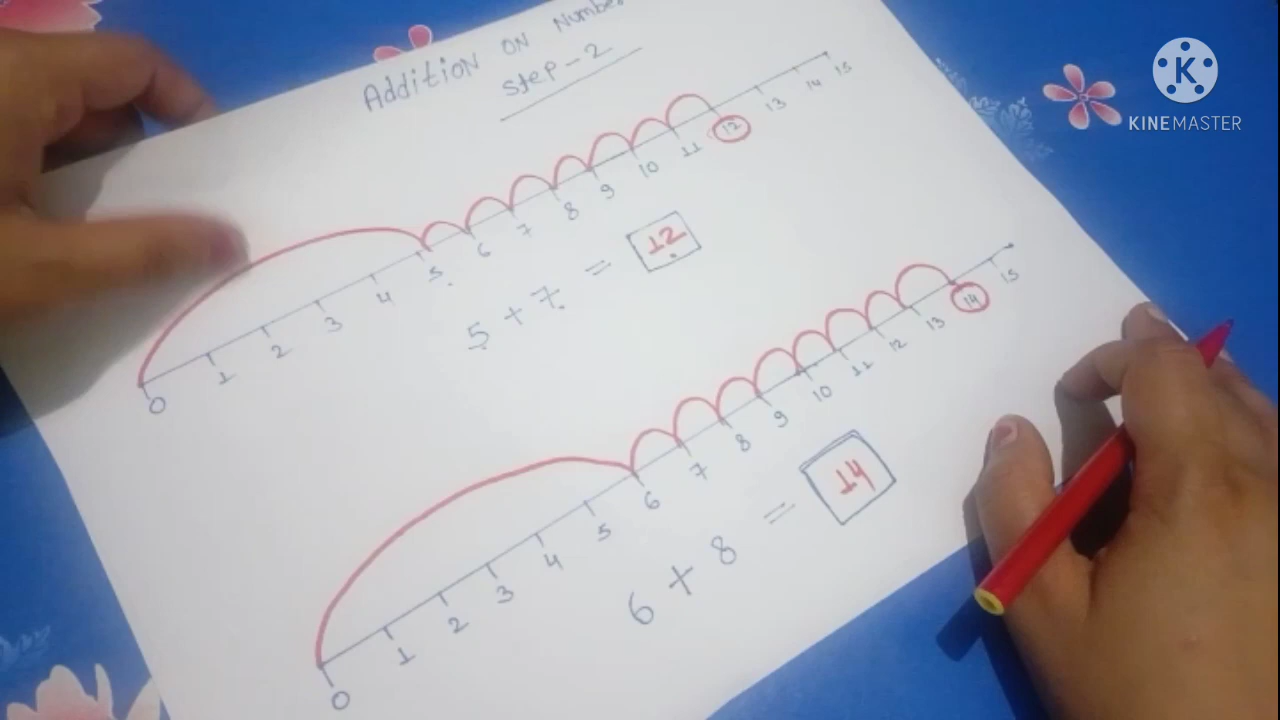 Addition ON Number
Step-2
0 1 2 3 4 5 6 7 8 9 10 11 12 13 14 15
5 + 7 = 12
0 1 2 3 4 5 6 7 8 9 10 11 12 13 14 15
6 + 8 = 14
KINEMASTER